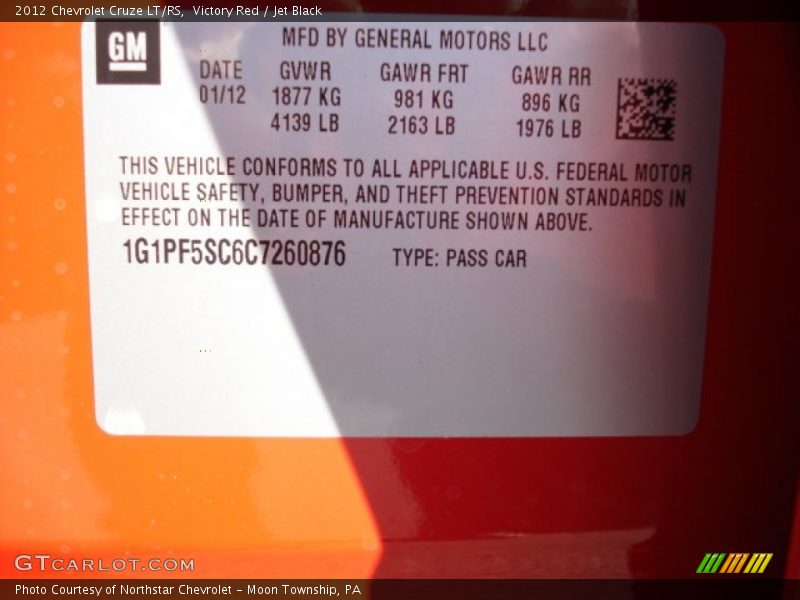 2012 Chevrolet Cruze LT/RS, Victory Red / Jet Black
GM
MFD BY GENERAL MOTORS LLC
DATE GVWR GAWR FRT GAWR RR
01/12 1877 KG 981 KG 896 KG
4139 LB 2163 LB 1976 LB
THIS VEHICLE CONFORMS TO ALL APPLICABLE U.S. FEDERAL MOTOR
VEHICLE SAFETY, BUMPER, AND THEFT PREVENTION STANDARDS IN
EFFECT ON THE DATE OF MANUFACTURE SHOWN ABOVE.
1G1PF5SC6C7260876 TYPE: PASS CAR
GTCARLOT.COM
Photo Courtesy of Northstar Chevrolet - Moon Township, PA